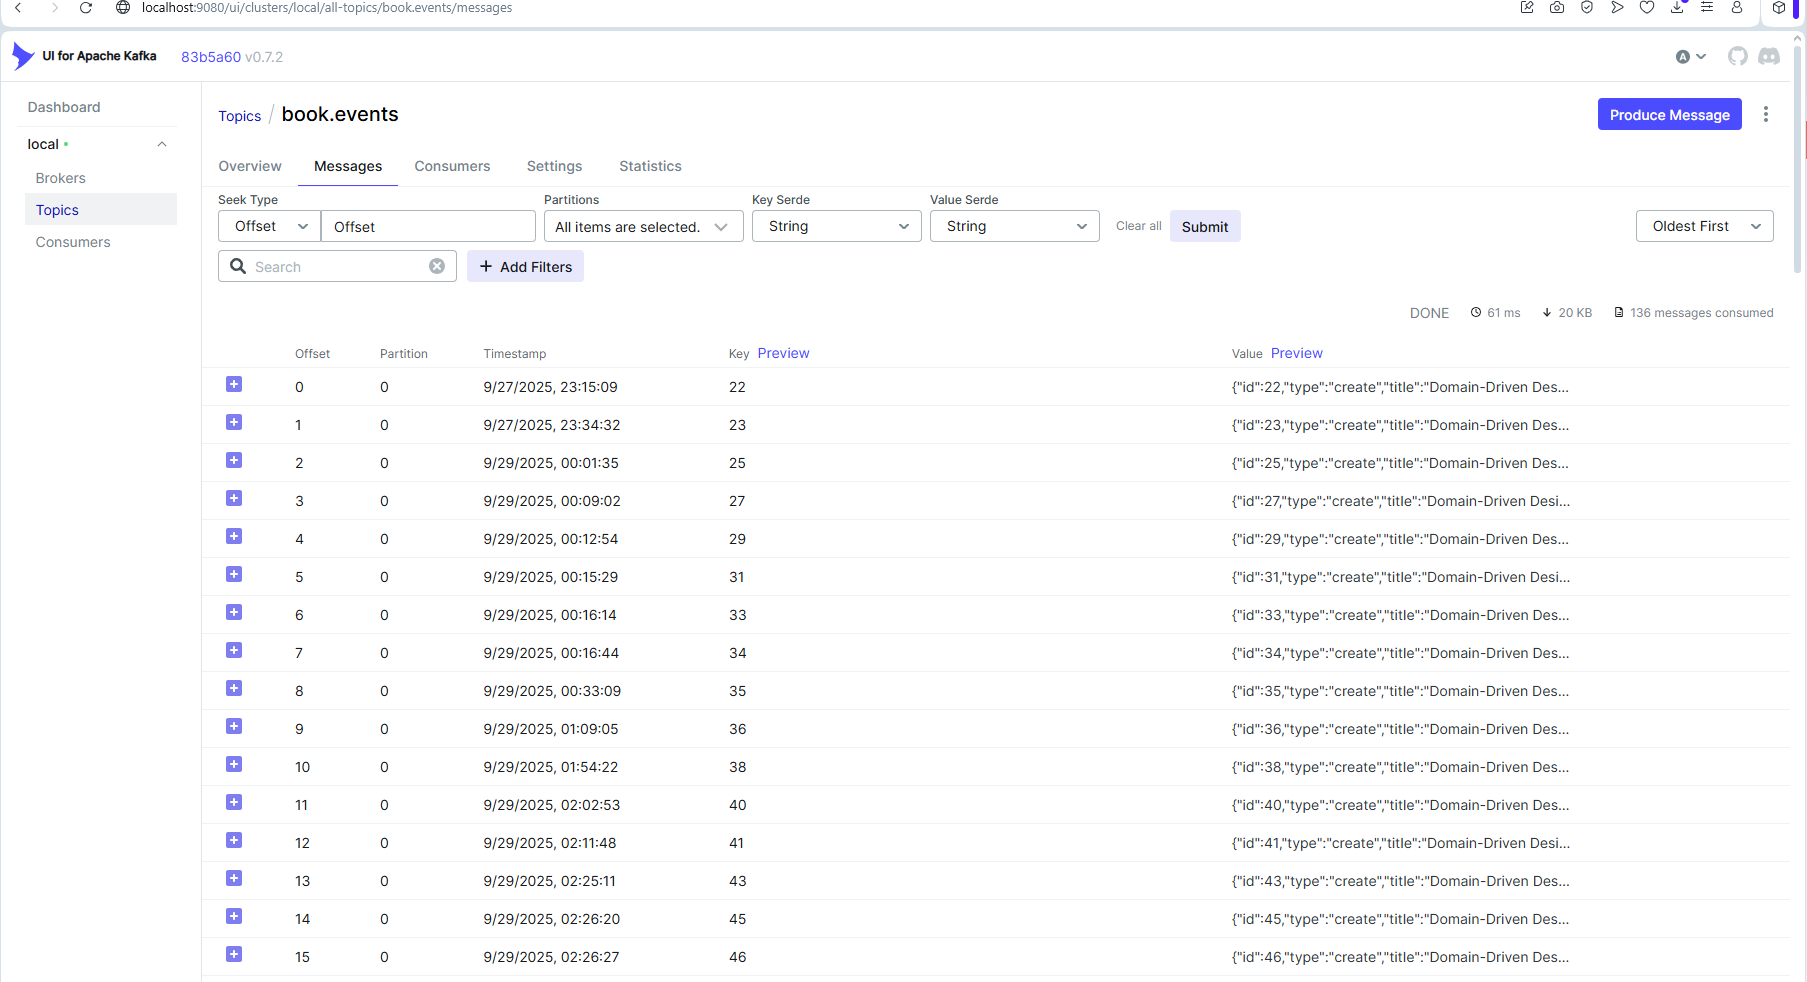 localhost:9080/ui/clusters/local/all-topics/book.events/messages
UI for Apache Kafka 83b5a60 v0.7.2
A
Dashboard
local
Brokers
Topics
Consumers
Topics / book.events
Produce Message
Overview Messages Consumers Settings Statistics
Seek Type Partitions Key Serde Value Serde
Offset Offset All items are selected. String String Clear all Submit Oldest First
Search Add Filters
DONE 61 ms 20 KB 136 messages consumed
Offset Partition Timestamp Key Preview Value Preview
0 0 9/27/2025, 23:15:09 22 {"id":22,"type":"create","title":"Domain-Driven Des...
1 0 9/27/2025, 23:34:32 23 {"id":23,"type":"create","title":"Domain-Driven Des...
2 0 9/29/2025, 00:01:35 25 {"id":25,"type":"create","title":"Domain-Driven Des...
3 0 9/29/2025, 00:09:02 27 {"id":27,"type":"create","title":"Domain-Driven Desi...
4 0 9/29/2025, 00:12:54 29 {"id":29,"type":"create","title":"Domain-Driven Des...
5 0 9/29/2025, 00:15:29 31 {"id":31,"type":"create","title":"Domain-Driven Desi...
6 0 9/29/2025, 00:16:14 33 {"id":33,"type":"create","title":"Domain-Driven Des...
7 0 9/29/2025, 00:16:44 34 {"id":34,"type":"create","title":"Domain-Driven Des...
8 0 9/29/2025, 00:33:09 35 {"id":35,"type":"create","title":"Domain-Driven Des...
9 0 9/29/2025, 01:09:05 36 {"id":36,"type":"create","title":"Domain-Driven Des...
10 0 9/29/2025, 01:54:22 38 {"id":38,"type":"create","title":"Domain-Driven Des...
11 0 9/29/2025, 02:02:53 40 {"id":40,"type":"create","title":"Domain-Driven Des...
12 0 9/29/2025, 02:11:48 41 {"id":41,"type":"create","title":"Domain-Driven Desi...
13 0 9/29/2025, 02:25:11 43 {"id":43,"type":"create","title":"Domain-Driven Des...
14 0 9/29/2025, 02:26:20 45 {"id":45,"type":"create","title":"Domain-Driven Des...
15 0 9/29/2025, 02:26:27 46 {"id":46,"type":"create","title":"Domain-Driven Des...